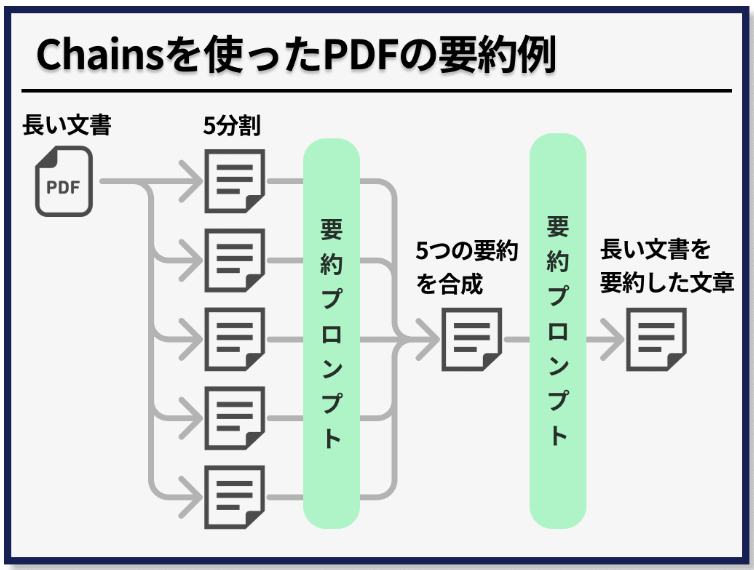 Chainsを使ったPDFの要約例
長い文書
PDF
5分割
要約プロンプト
5つの要約
を合成
要約プロンプト
長い文書を
要約した文章